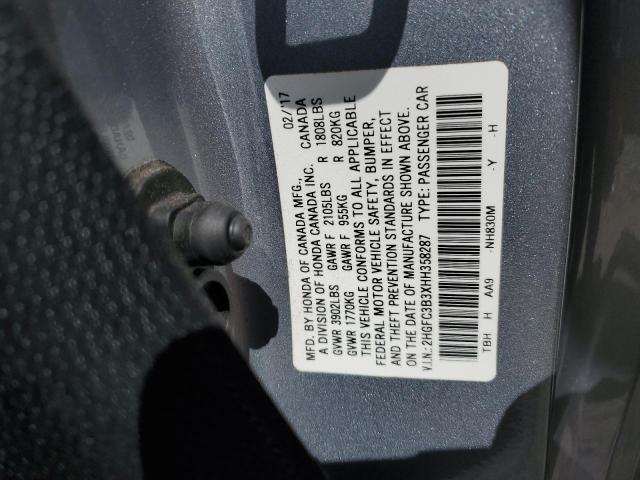 MFD. BY HONDA OF CANADA MFG., 02/'17
A DIVISION OF HONDA CANADA INC. CANADA
GVWR 3902LBS GAWR F 2105LBS R 1808LBS
GVWR 1770KG GAWR F 955KG R 820KG
THIS VEHICLE CONFORMS TO ALL APPLICABLE
FEDERAL MOTOR VEHICLE SAFETY, BUMPER,
AND THEFT PREVENTION STANDARDS IN EFFECT
ON THE DATE OF MANUFACTURE SHOWN ABOVE.
V.I.N.: 2HGFC3B3XHH358287 TYPE: PASSENGER CAR
TBH H AA9 NH830M -Y -H